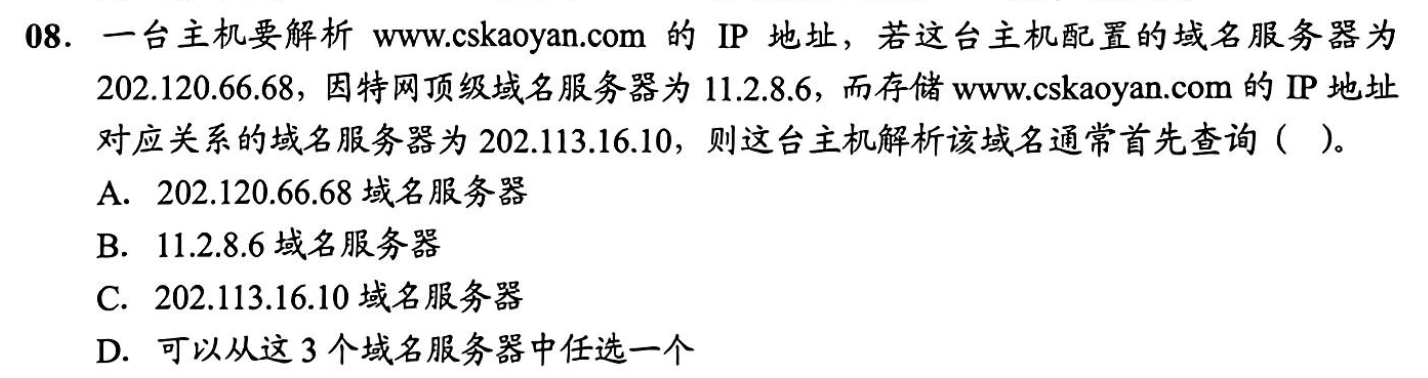 08. 一台主机要解析 www.cskaoyan.com 的 IP 地址，若这台主机配置的域名服务器为
202.120.66.68，因特网顶级域名服务器为 11.2.8.6，而存储 www.cskaoyan.com 的 IP 地址
对应关系的域名服务器为 202.113.16.10，则这台主机解析该域名通常首先查询（ ）。
A. 202.120.66.68 域名服务器
B. 11.2.8.6 域名服务器
C. 202.113.16.10 域名服务器
D. 可以从这 3 个域名服务器中任选一个